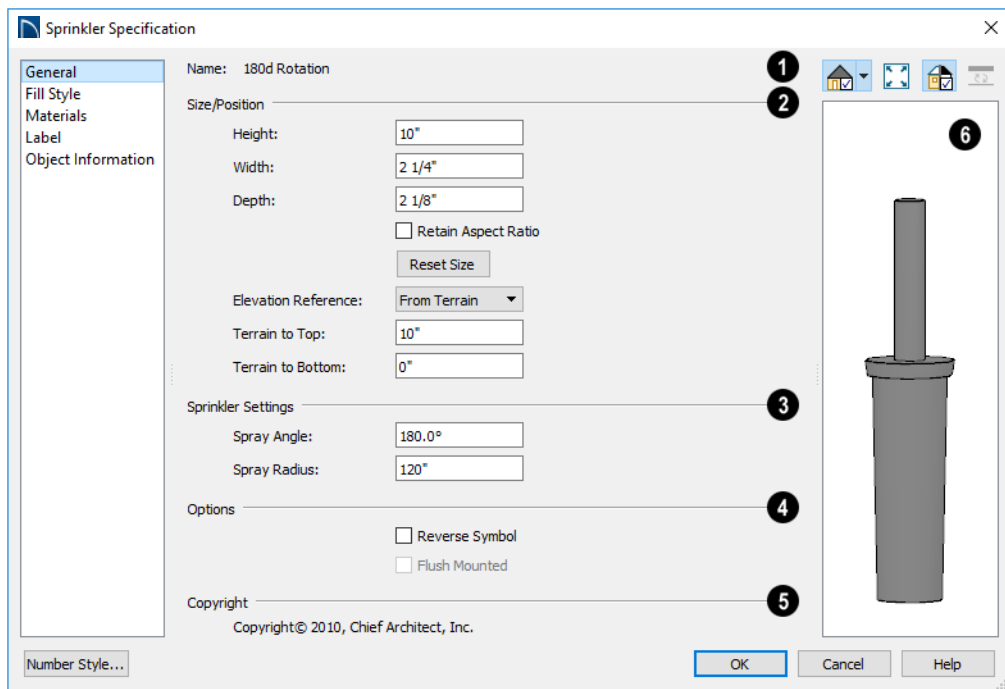 Sprinkler Specification
General
Fill Style
Materials
Label
Object Information
Name: 180d Rotation
1
Size/Position
2
Height: 10"
Width: 2 1/4"
Depth: 2 1/8"
Retain Aspect Ratio
Reset Size
Elevation Reference: From Terrain
Terrain to Top: 10"
Terrain to Bottom: 0"
Sprinkler Settings
3
Spray Angle: 180.0°
Spray Radius: 120"
Options
4
Reverse Symbol
Flush Mounted
Copyright
5
Copyright© 2010, Chief Architect, Inc.
6
Number Style...
OK
Cancel
Help